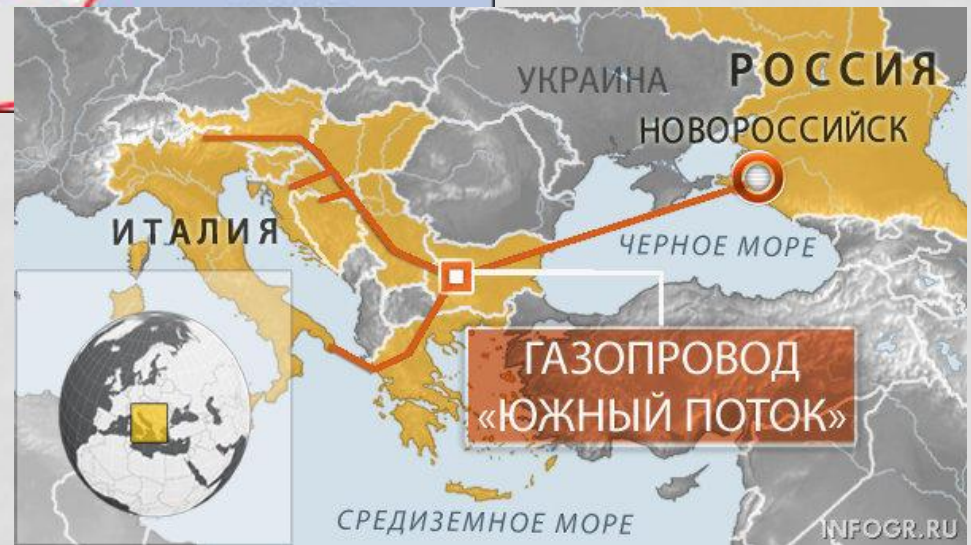 УКРАИНА
РОССИЯ
НОВОРОССИЙСК
ИТАЛИЯ
ЧЕРНОЕ МОРЕ
ГАЗОПРОВОД
«ЮЖНЫЙ ПОТОК»
СРЕДИЗЕМНОЕ МОРЕ
INFOGR.RU